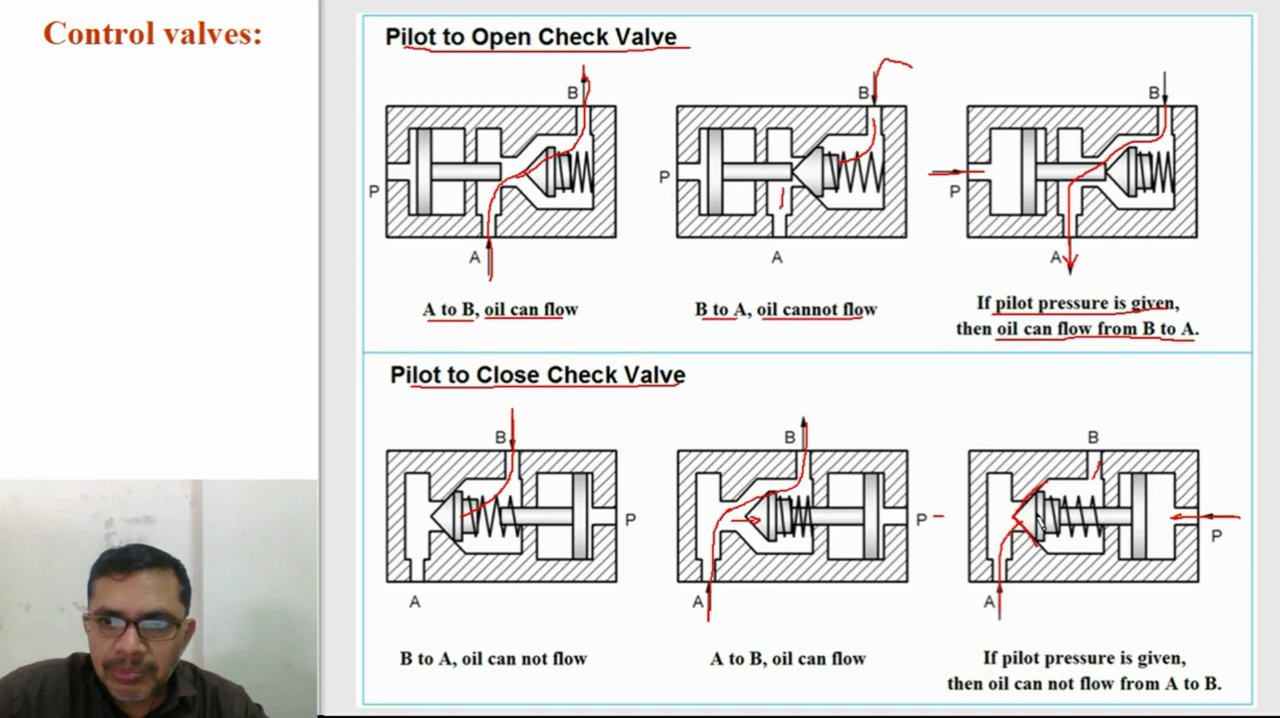 Control valves:
Pilot to Open Check Valve
B
P
A
A to B, oil can flow
B
P
A
B to A, oil cannot flow
B
P
A
If pilot pressure is given,
then oil can flow from B to A.
Pilot to Close Check Valve
B
P
A
B to A, oil can not flow
B
P
A
A to B, oil can flow
B
P
A
If pilot pressure is given,
then oil can not flow from A to B.